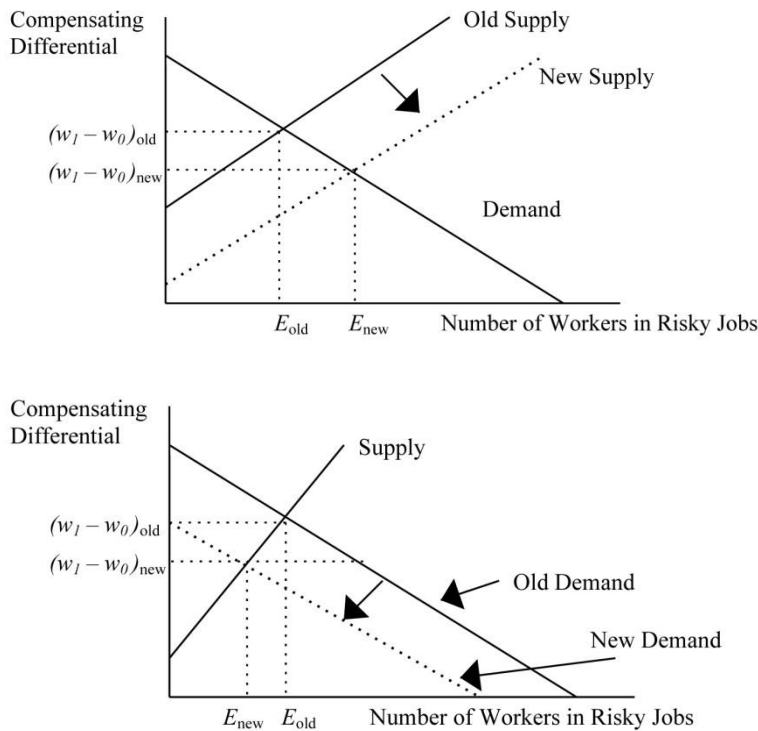 Compensating
Differential
Old Supply
New Supply
(w₁ – w₀)old
(w₁ – w₀)new
Demand
Eold
Enew
Number of Workers in Risky Jobs
Compensating
Differential
Supply
(w₁ – w₀)old
(w₁ – w₀)new
Old Demand
New Demand
Enew
Eold
Number of Workers in Risky Jobs